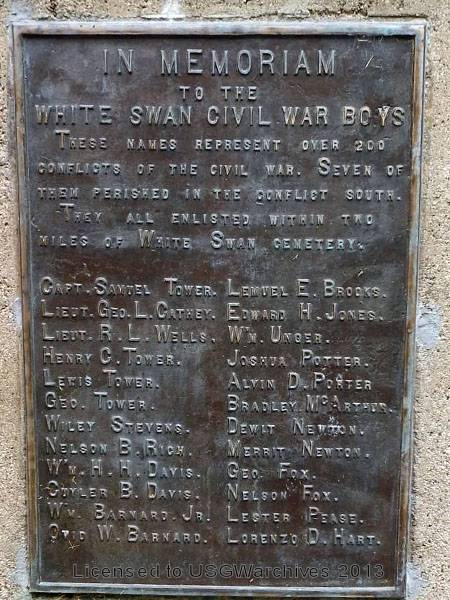 IN MEMORIAM
TO THE
WHITE SWAN CIVIL WAR BOYS
THESE NAMES REPRESENT OVER 200
CONFLICTS OF THE CIVIL WAR. SEVEN OF
THEM PERISHED IN THE CONFLICT SOUTH.
THEY ALL ENLISTED WITHIN TWO
MILES OF WHITE SWAN CEMETERY.
CAPT. SAMUEL TOWER. LEMUEL E. BROOKS.
LIEUT. GEO. L. CATHEY. EDWARD H. JONES.
LIEUT. R. L. WELLS. WM. UNGER.
HENRY C. TOWER. JOSHUA POTTER.
LEWIS TOWER. ALVIN D. PORTER
GEO. TOWER. BRADLEY MCARTHUR.
WILEY STEVENS. DEWIT NEWTON.
NELSON B. RICH. MERRIT NEWTON.
WM. H. H. DAVIS. GEO. FOX.
CUYLER B. DAVIS. NELSON FOX.
WM. BARNARD. JR. LESTER PEASE.
OVID W. BARNARD. LORENZO D. HART.
Licensed to USGWarchives 2013